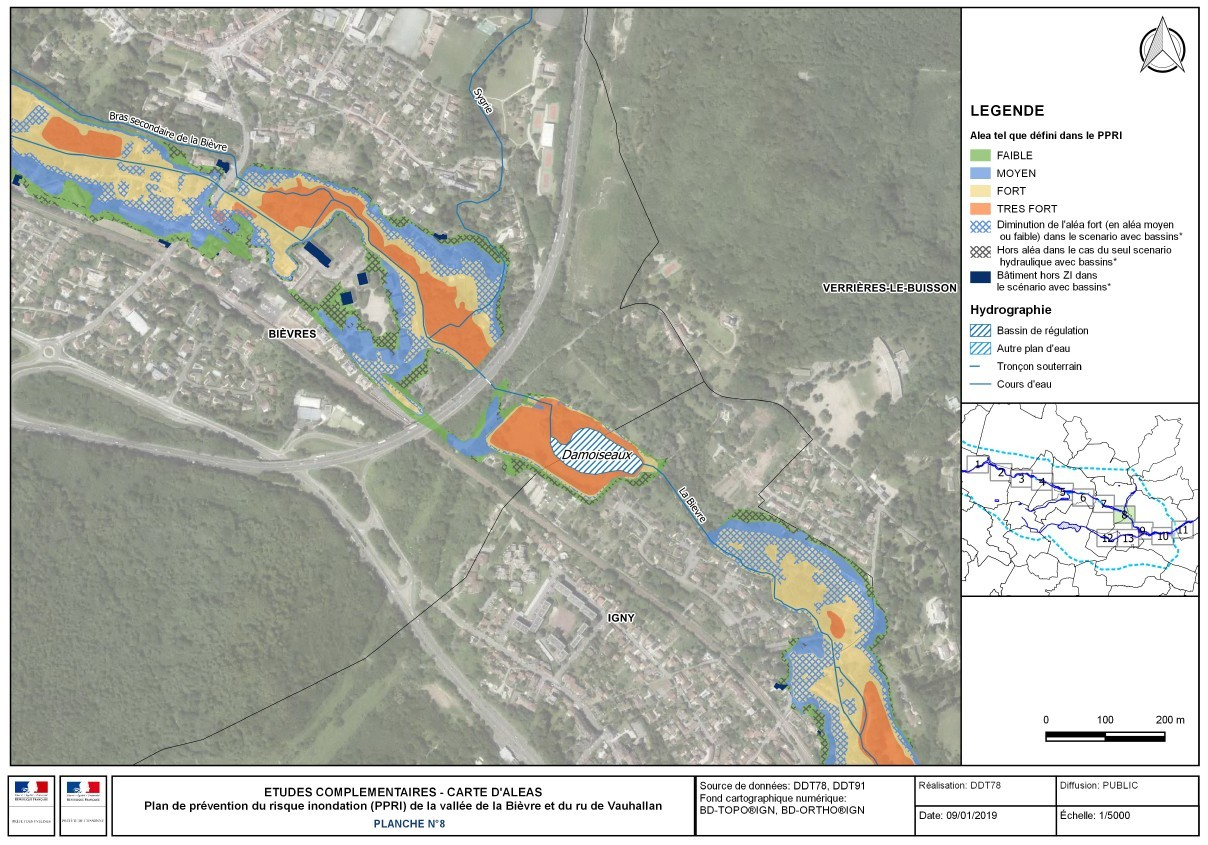 Bras secondaire de la Bièvre
Sygrie
VERRIÈRES-LE-BUISSON
BIÈVRES
Damoiseaux
La Bièvre
IGNY
LEGENDE
Alea tel que défini dans le PPRI
FAIBLE
MOYEN
FORT
TRES FORT
Diminution de l'aléa fort (en aléa moyen
ou faible) dans le scenario avec bassins*
Hors aléa dans le cas du seul scenario
hydraulique avec bassins*
Bâtiment hors ZI dans
le scénario avec bassins*
Hydrographie
Bassin de régulation
Autre plan d'eau
Tronçon souterrain
Cours d'eau
1
2
3
4
5
6
7
8
9
10
11
12
13
0 100 200 m
ETUDES COMPLEMENTAIRES - CARTE D'ALEAS
Plan de prévention du risque inondation (PPRI) de la vallée de la Bièvre et du ru de Vauhallan
PLANCHE N°8
Source de données: DDT78, DDT91
Fond cartographique numérique:
BD-TOPO®IGN, BD-ORTHO®IGN
Réalisation: DDT78
Diffusion: PUBLIC
Date: 09/01/2019
Échelle: 1/5000